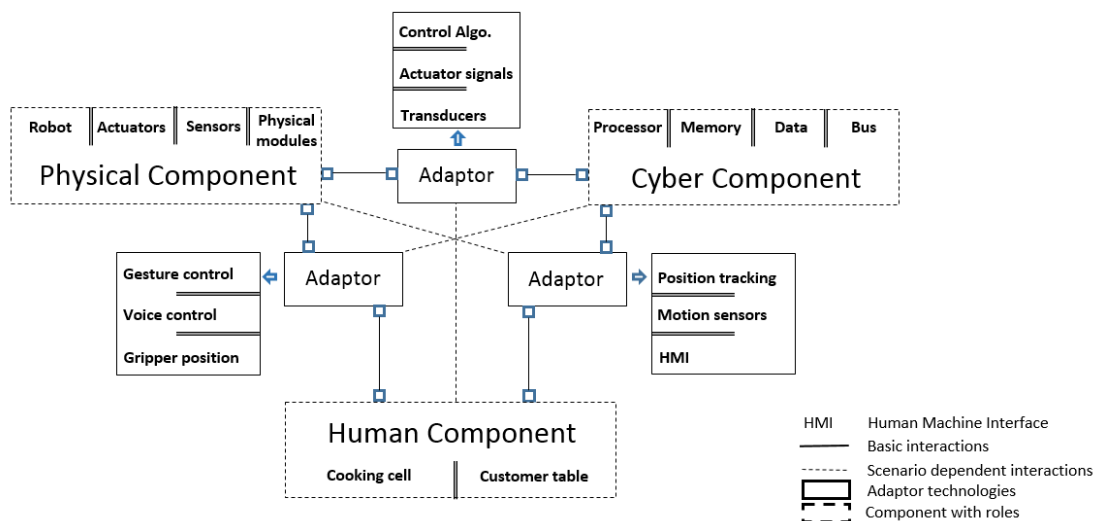 Control Algo.
Actuator signals
Transducers
Robot
Actuators
Sensors
Physical
modules
Physical Component
Adaptor
Processor
Memory
Data
Bus
Cyber Component
Gesture control
Voice control
Gripper position
Adaptor
Adaptor
Position tracking
Motion sensors
HMI
Human Component
Cooking cell
Customer table
HMI Human Machine Interface
Basic interactions
Scenario dependent interactions
Adaptor technologies
Component with roles